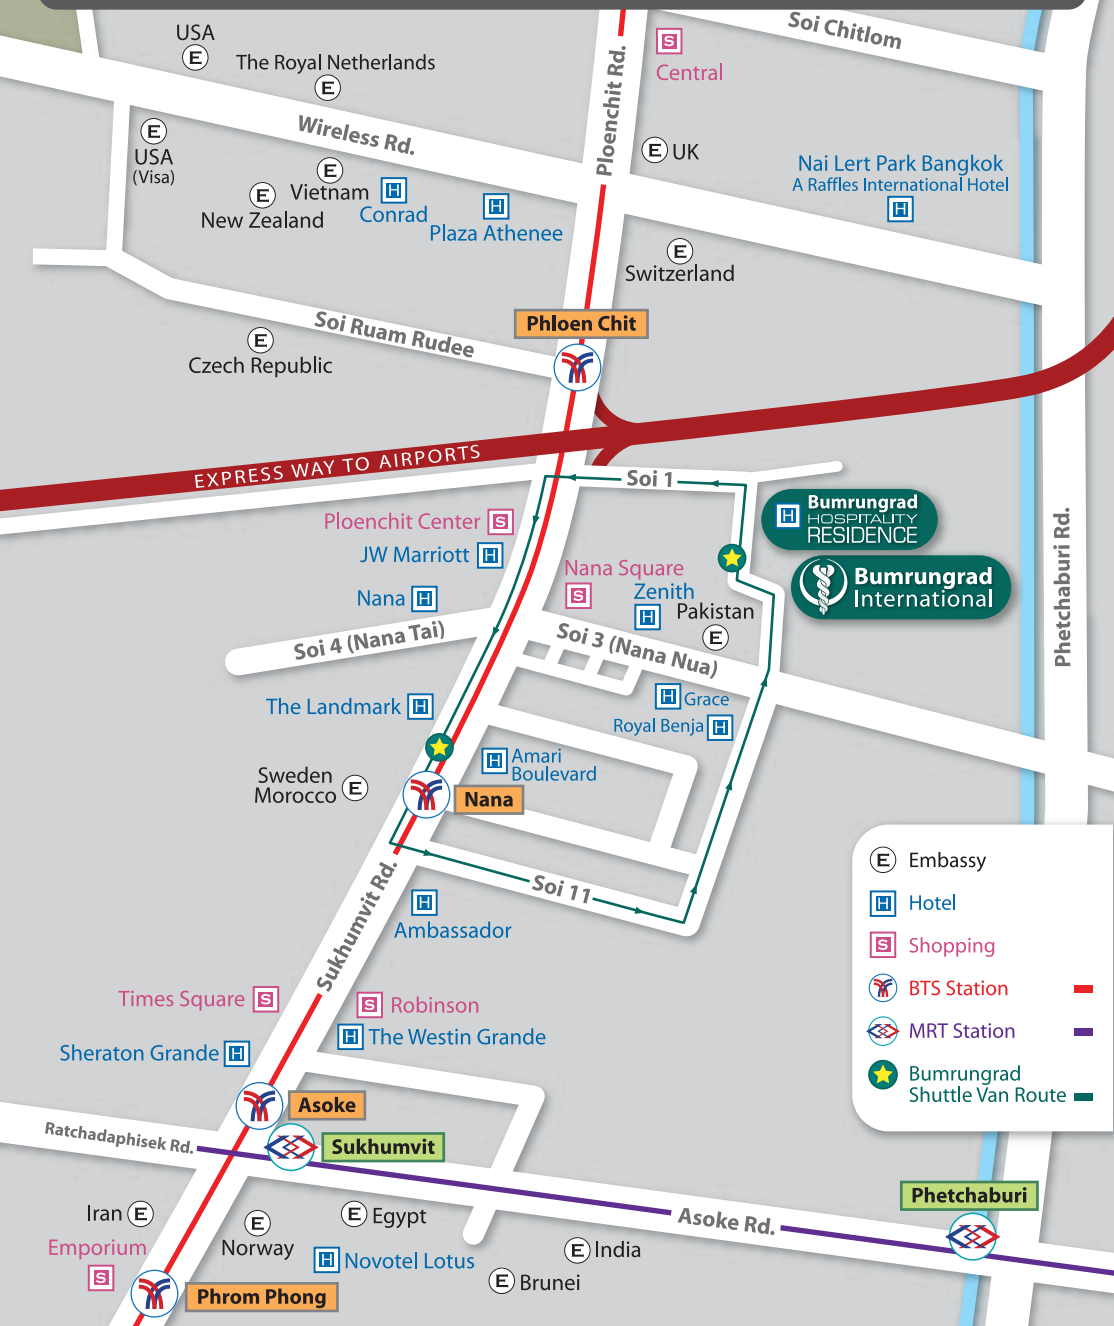 Soi Chitlom
USA
Central
The Royal Netherlands
Ploenchit Rd.
Wireless Rd.
USA
(Visa)
UK
Vietnam
New Zealand
Conrad
Plaza Athenee
Nai Lert Park Bangkok
A Raffles International Hotel
Switzerland
Phloen Chit
Soi Ruam Rudee
Czech Republic
EXPRESS WAY TO AIRPORTS
Soi 1
Bumrungrad
HOSPITALITY
RESIDENCE
Ploenchit Center
JW Marriott
Nana Square
Zenith
Pakistan
Bumrungrad
International
Phetchaburi Rd.
Nana
Soi 4 (Nana Tai)
Soi 3 (Nana Nua)
Grace
Royal Benja
The Landmark
Amari
Boulevard
Sweden
Morocco
Nana
Soi 11
Sukhumvit Rd.
Ambassador
E Embassy
H Hotel
S Shopping
BTS Station
MRT Station
Bumrungrad
Shuttle Van Route
Times Square
Robinson
The Westin Grande
Sheraton Grande
Asoke
Ratchadaphisek Rd.
Sukhumvit
Phetchaburi
Asoke Rd.
Iran
Egypt
Norway
Emporium
Novotel Lotus
India
Brunei
Phrom Phong